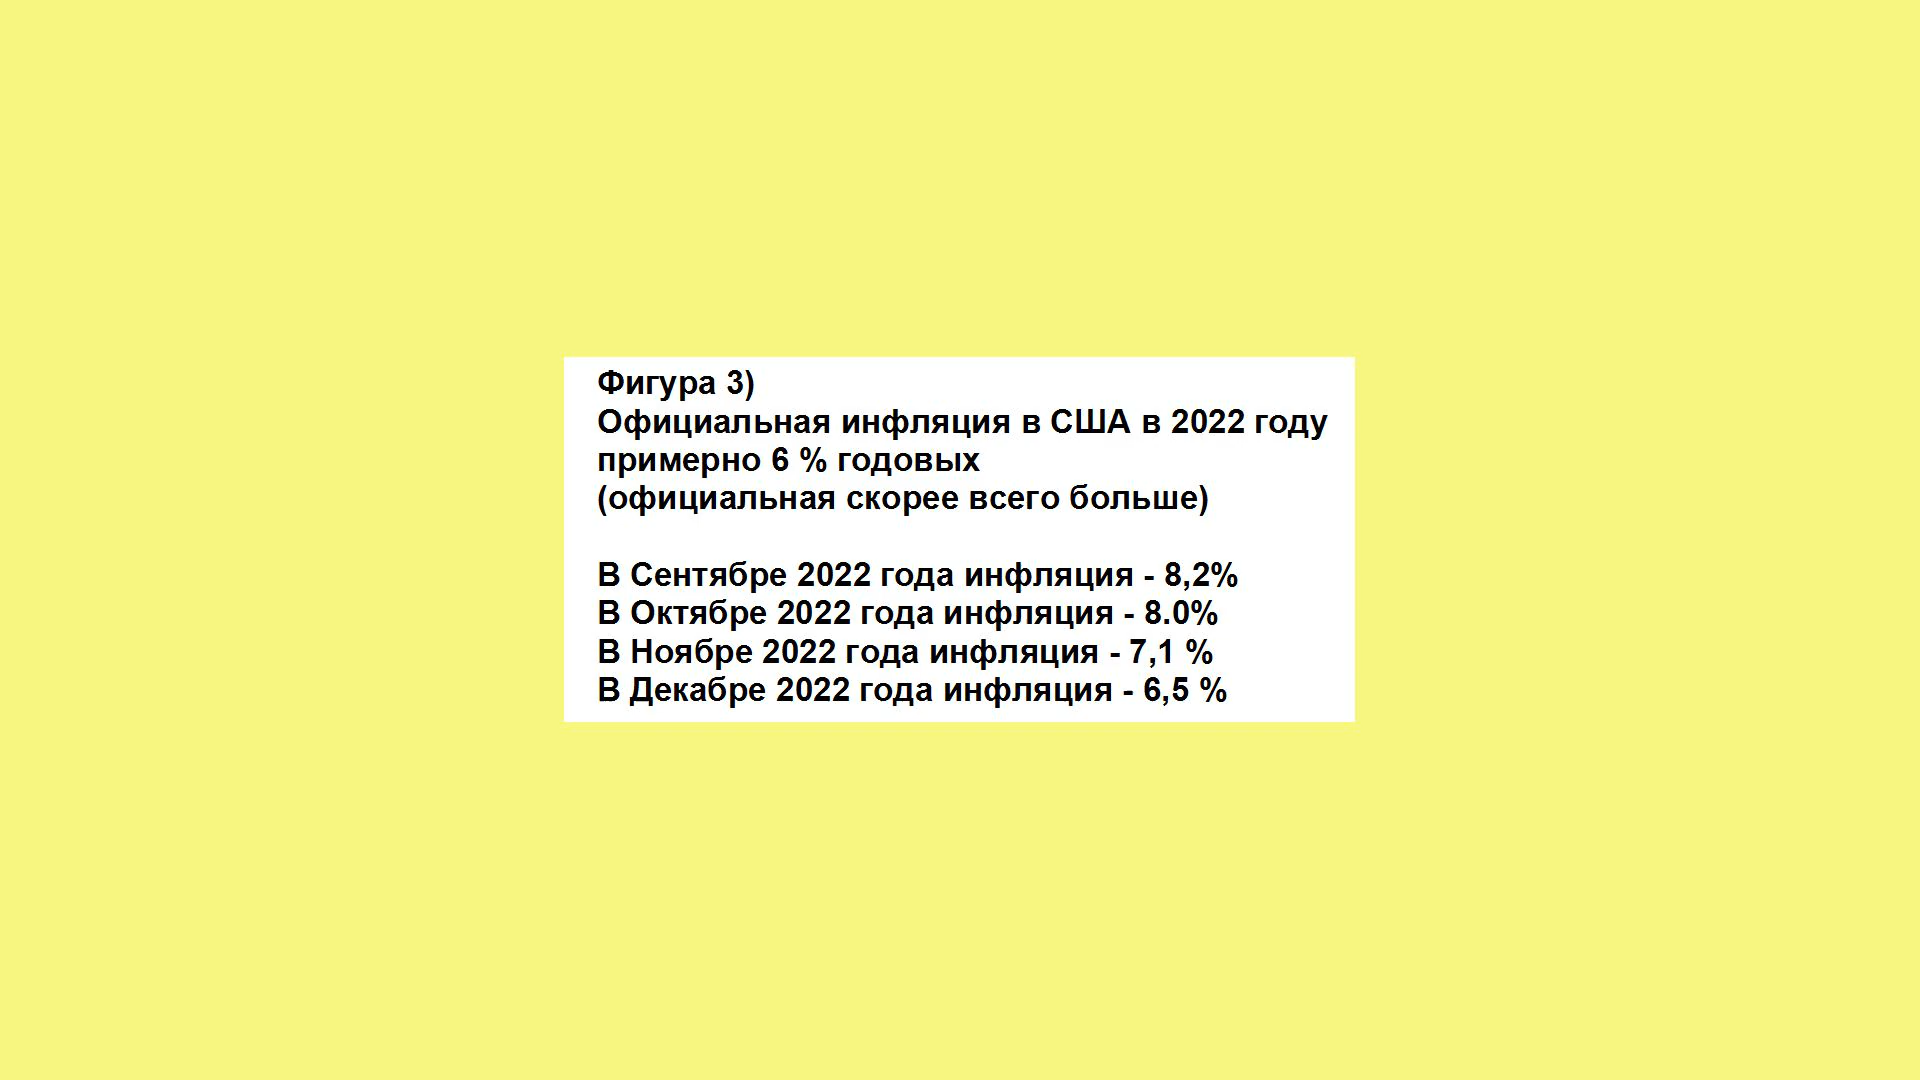 Фигура 3)
Официальная инфляция в США в 2022 году
примерно 6 % годовых
(официальная скорее всего больше)
В Сентябре 2022 года инфляция - 8,2%
В Октябре 2022 года инфляция - 8.0%
В Ноябре 2022 года инфляция - 7,1 %
В Декабре 2022 года инфляция - 6,5 %